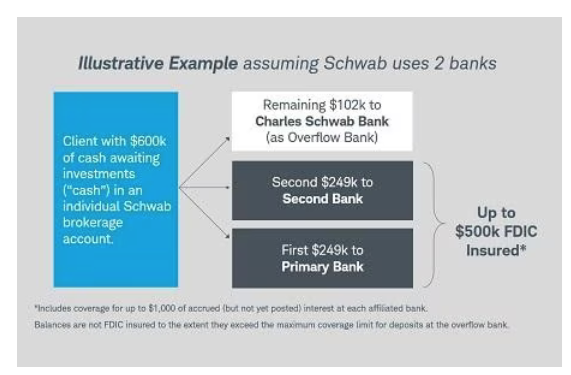 Illustrative Example assuming Schwab uses 2 banks
Client with $600k
of cash awaiting
investments
("cash") in an
individual Schwab
brokerage
account.
Remaining $102k to
Charles Schwab Bank
(as Overflow Bank)
Second $249k to
Second Bank
First $249k to
Primary Bank
Up to
$500k FDIC
Insured*
*Includes coverage for up to $1,000 of accrued (but not yet posted) interest at each affiliated bank.
Balances are not FDIC insured to the extent they exceed the maximum coverage limit for deposits at the overflow bank.